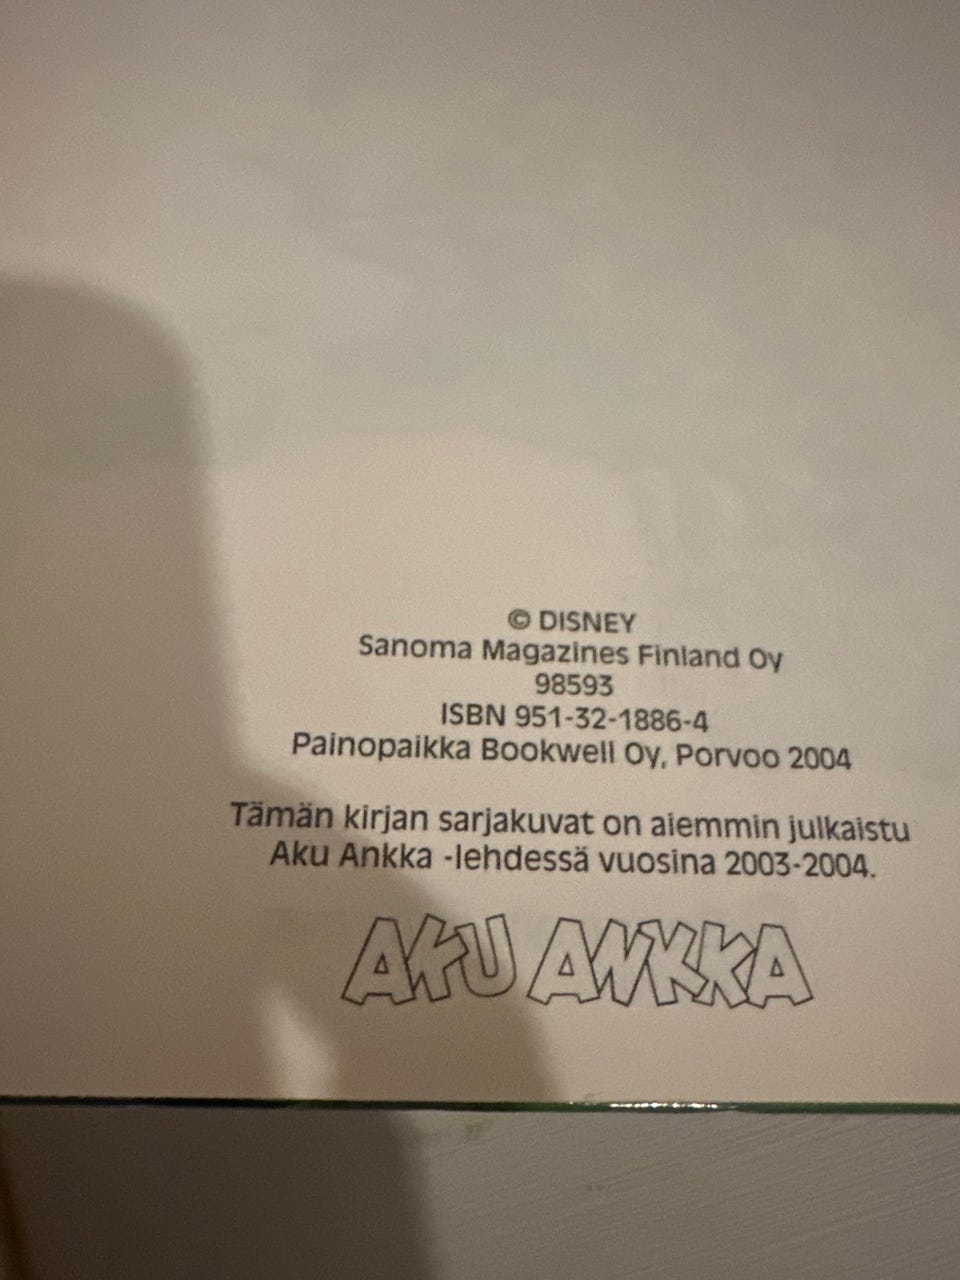 © DISNEY
Sanoma Magazines Finland Oy
98593
ISBN 951-32-1886-4
Painopaikka Bookwell Oy, Porvoo 2004
Tämän kirjan sarjakuvat on aiemmin julkaistu
Aku Ankka -lehdessä vuosina 2003-2004.
AKU ANKKA